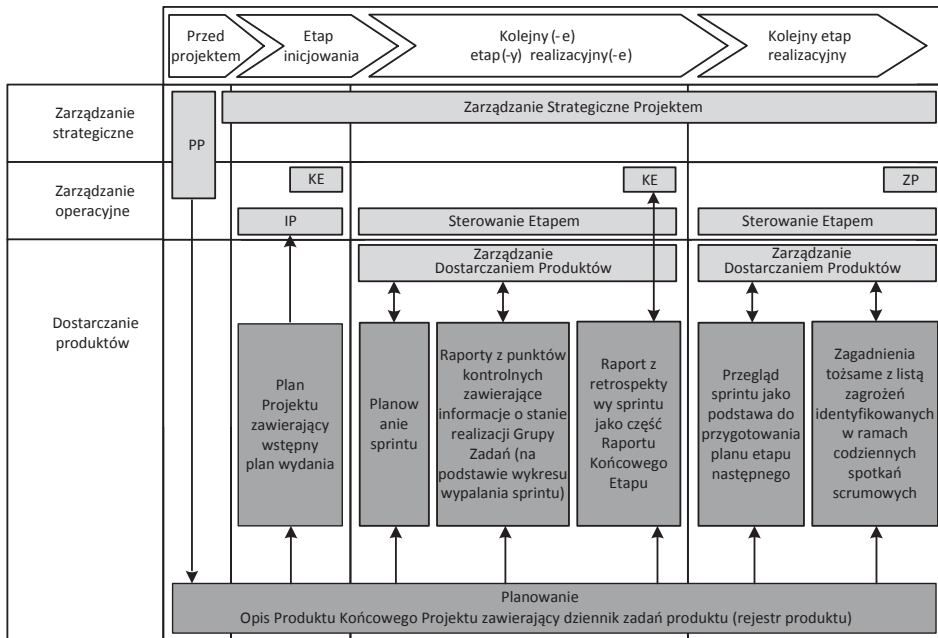 Przed
projektem
Etap
inicjowania
Kolejny (-e)
etap(-y) realizacyjny(-e)
Kolejny etap
realizacyjny
Zarządzanie
strategiczne
PP
Zarządzanie Strategiczne Projektem
Zarządzanie
operacyjne
KE
KE
ZP
IP
Sterowanie Etapem
Sterowanie Etapem
Dostarczanie
produktów
Zarządzanie
Dostarczaniem Produktów
Zarządzanie
Dostarczaniem Produktów
Plan
Projektu
zawierający
wstępny
plan wydania
Planow
anie
sprintu
Raporty z punktów
kontrolnych
zawierające
informacje o stanie
realizacji Grupy
Zadań (na
podstawie wykresu
wypalania sprintu)
Raport z
retrospekty
wy sprintu
jako część
Raportu
Końcowego
Etapu
Przegląd
sprintu jako
podstawa do
przygotowania
planu etapu
następnego
Zagadnienia
tożsame z listą
zagrożeń
identyfikowanych
w ramach
codziennych
spotkań
scrumowych
Planowanie
Opis Produktu Końcowego Projektu zawierający dziennik zadań produktu (rejestr produktu)